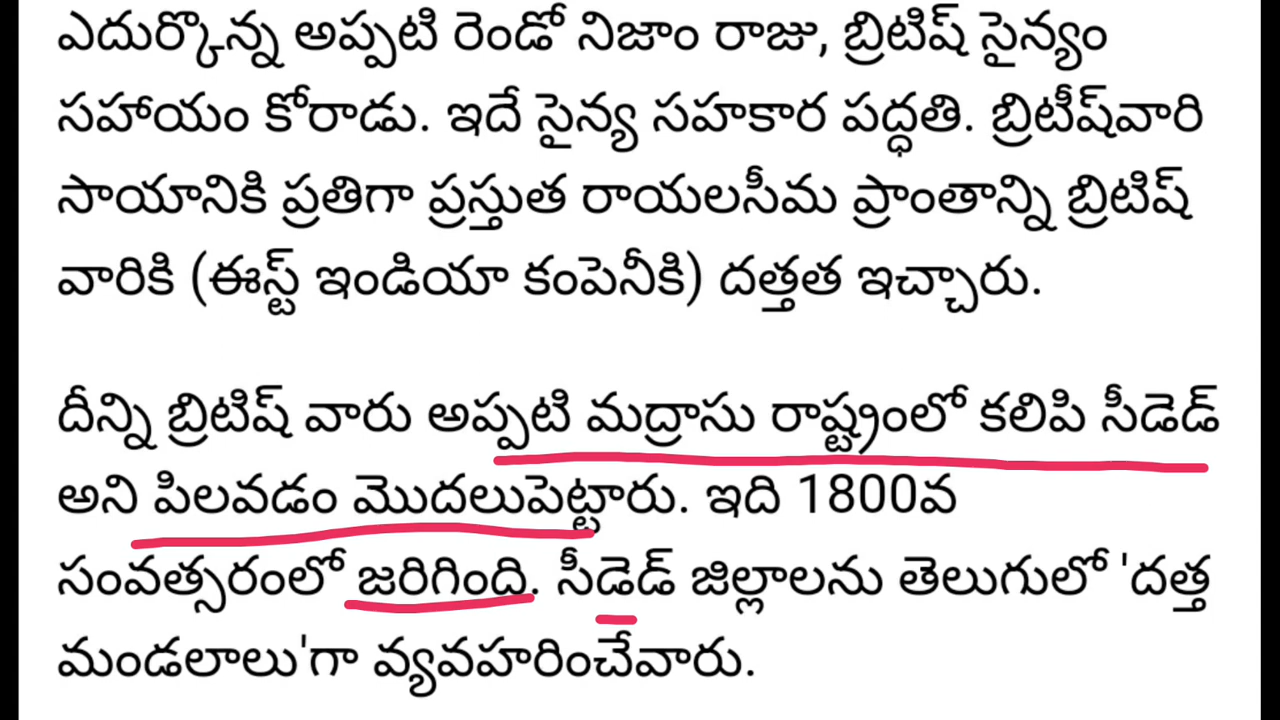 ఎదుర్కొన్న అప్పటి రెండో నిజాం రాజు, బ్రిటిష్ సైన్యం
సహాయం కోరాడు. ఇదే సైన్య సహకార పద్ధతి. బ్రిటీష్‌వారి
సాయానికి ప్రతిగా ప్రస్తుత రాయలసీమ ప్రాంతాన్ని బ్రిటిష్
వారికి (ఈస్ట్ ఇండియా కంపెనీకి) దత్తత ఇచ్చారు.
దీన్ని బ్రిటిష్ వారు అప్పటి మద్రాసు రాష్ట్రంలో కలిపి సీడెడ్
అని పిలవడం మొదలుపెట్టారు. ఇది 1800వ
సంవత్సరంలో జరిగింది. సీడెడ్ జిల్లాలను తెలుగులో 'దత్త
మండలాలు'గా వ్యవహరించేవారు.